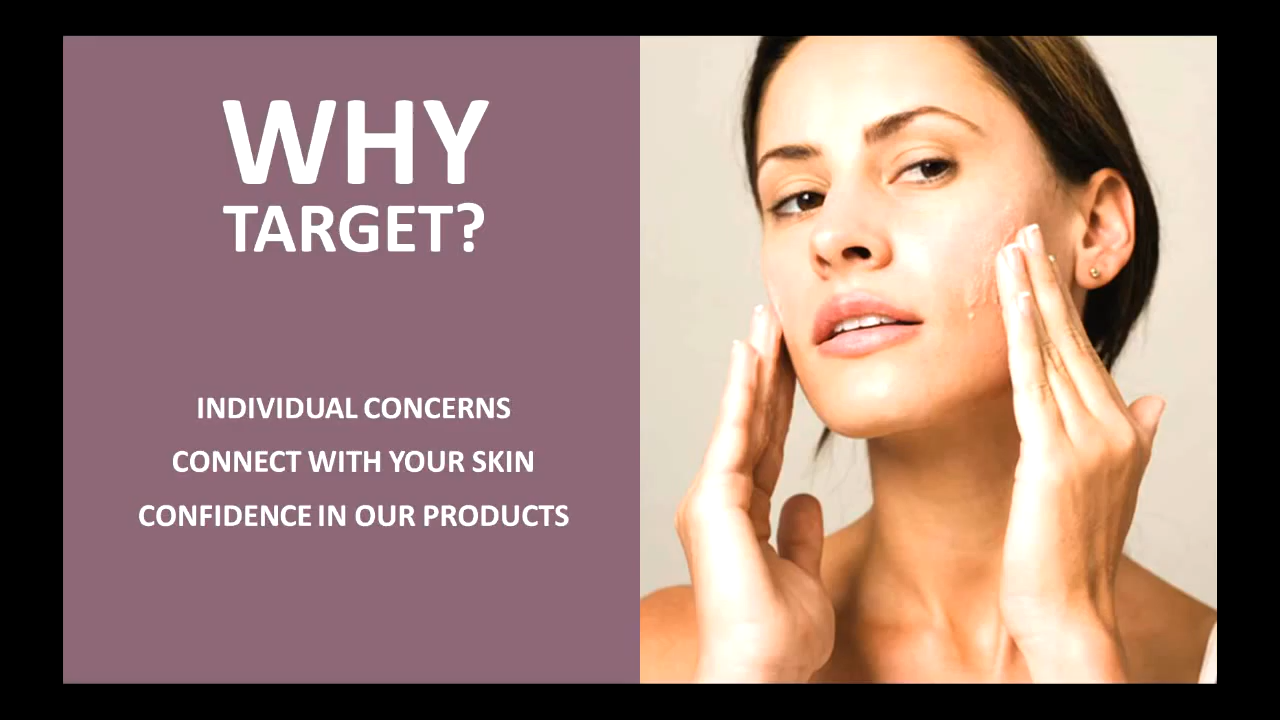 WHY
TARGET?
INDIVIDUAL CONCERNS
CONNECT WITH YOUR SKIN
CONFIDENCE IN OUR PRODUCTS